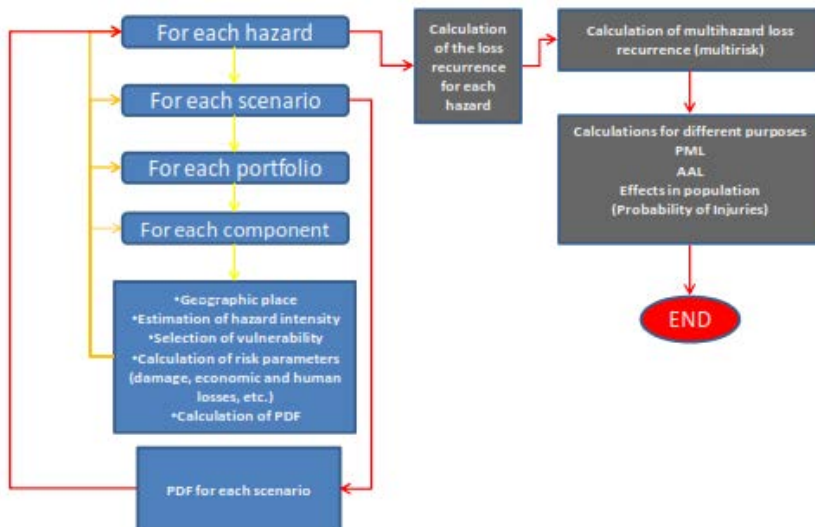 For each hazard
For each scenario
For each portfolio
For each component
•Geographic place
•Estimation of hazard intensity
•Selection of vulnerability
•Calculation of risk parameters
(damage, economic and human
losses, etc.)
•Calculation of PDF
PDF for each scenario
Calculation
of the loss
recurrence
for each
hazard
Calculation of multihazard loss
recurrence (multirisk)
Calculations for different purposes
PML
AAL
Effects in population
(Probability of Injuries)
END